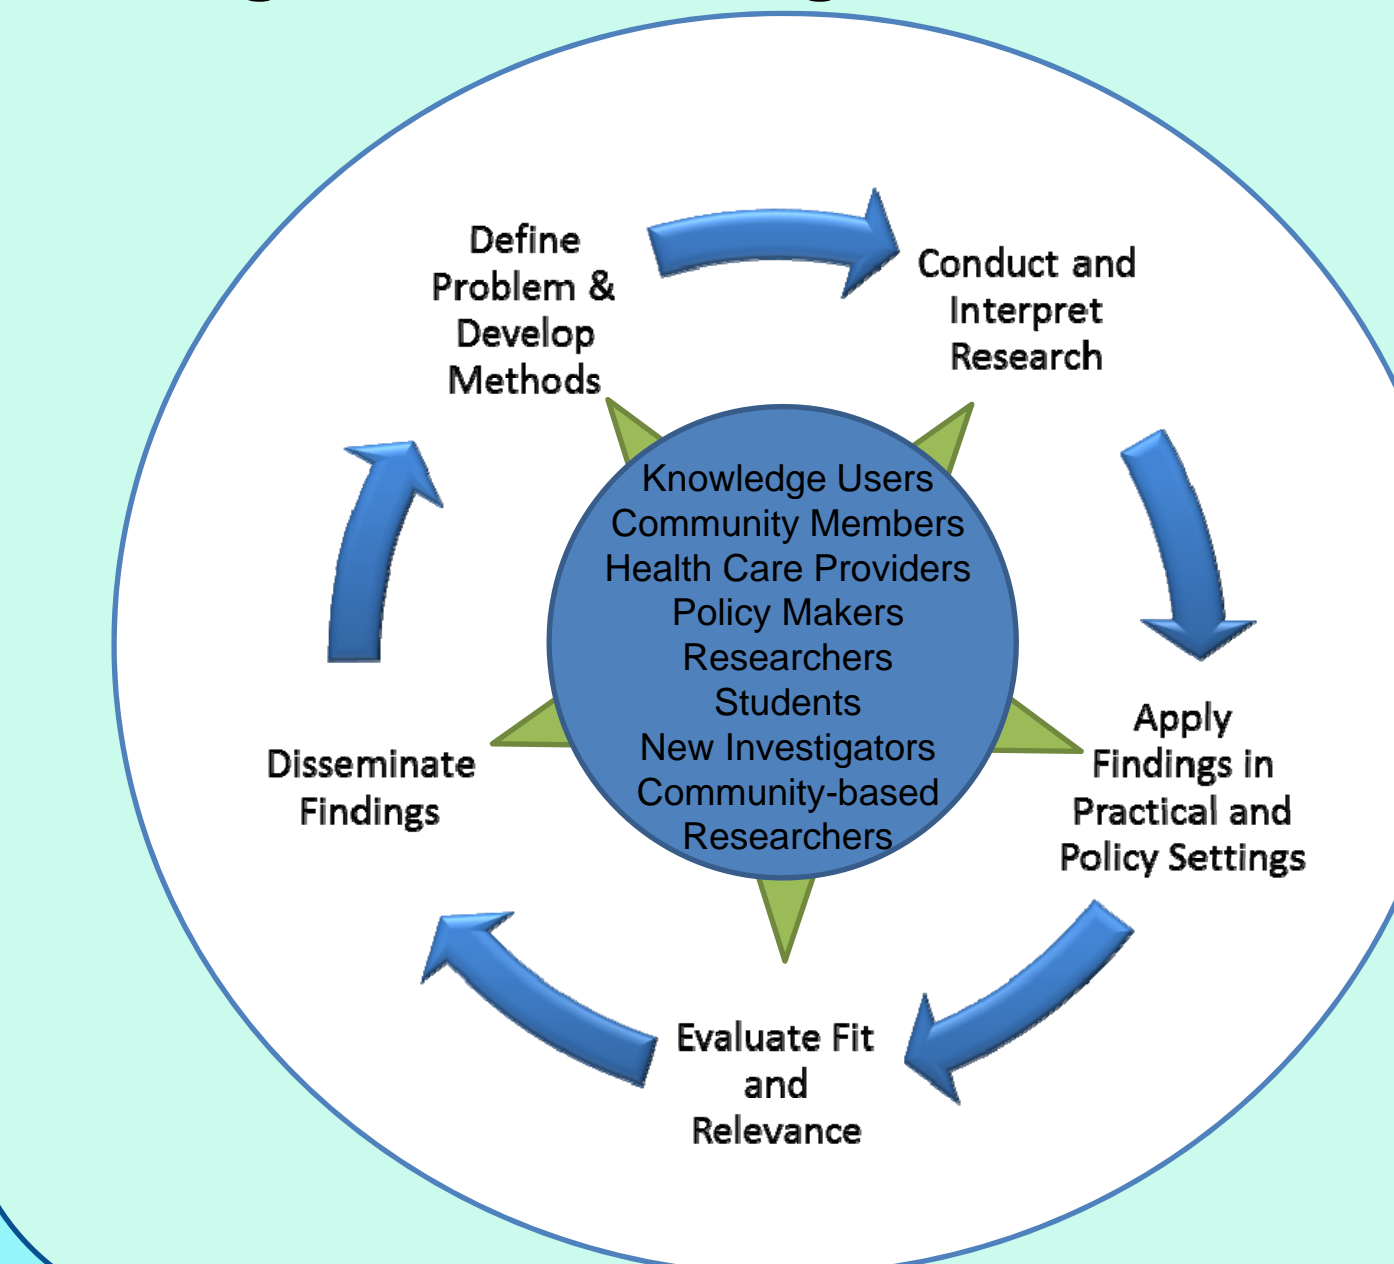 Define
Problem &
Develop
Methods
Conduct and
Interpret
Research
Knowledge Users
Community Members
Health Care Providers
Policy Makers
Researchers
Students
New Investigators
Community-based
Researchers
Apply
Findings in
Practical and
Policy Settings
Evaluate Fit
and
Relevance
Disseminate
Findings